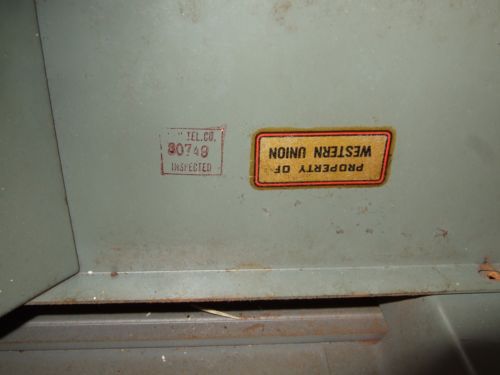 TEL.CO.
30749
INSPECTED
PROPERTY OF
WESTERN UNION